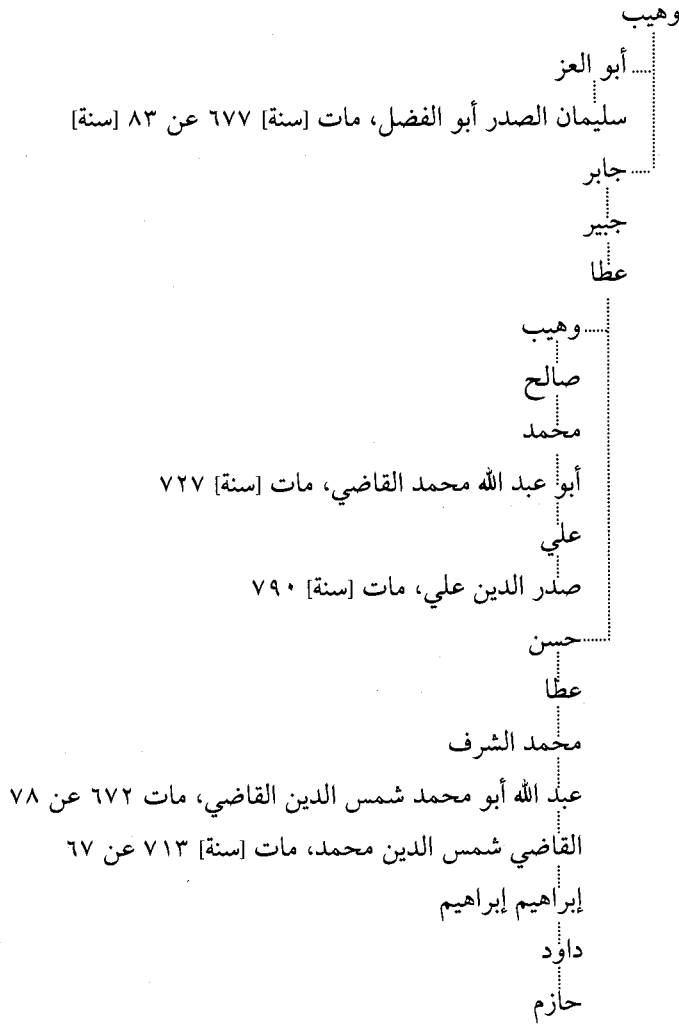 وهيب
أبو العز
سليمان الصدر أبو الفضل، مات [سنة] ٦٧٧ عن ٨٣ [سنة]
جابر
جبير
عطا
وهيب
صالح
محمد
أبو عبد الله محمد القاضي، مات [سنة] ٧٢٧
علي
صدر الدين علي، مات [سنة] ٧٩٠
حسن
عطا
محمد الشرف
عبد الله أبو محمد شمس الدين القاضي، مات ٦٧٢ عن ٧٨
القاضي شمس الدين محمد، مات [سنة] ٧١٣ عن ٦٧
إبراهيم إبراهيم
داود
حازم